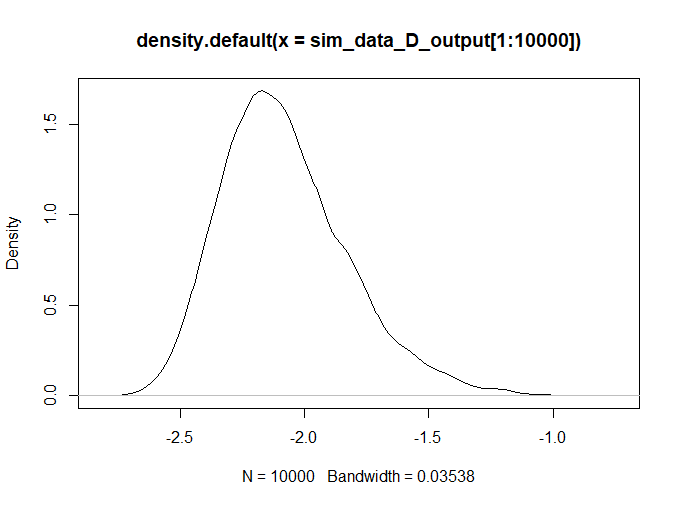 density.default(x = sim_data_D_output[1:10000])
Density
1.5
1.0
0.5
0.0
-2.5 -2.0 -1.5 -1.0
N = 10000 Bandwidth = 0.03538